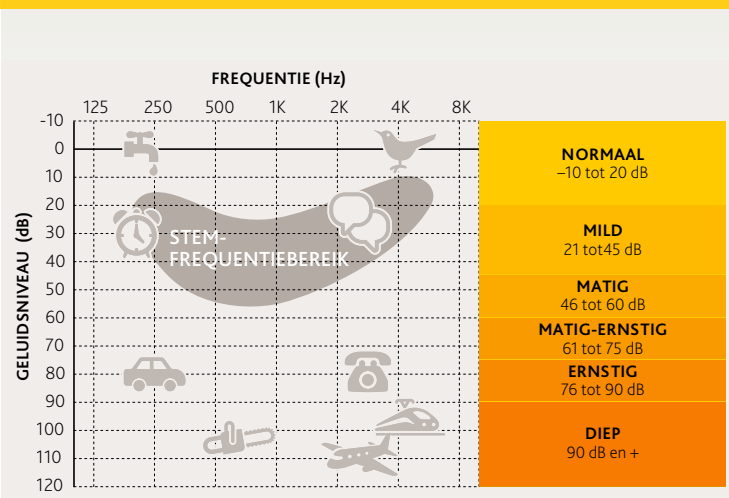 FREQUENTIE (Hz)
125 250 500 1K 2K 4K 8K
GELUIDSNIVEAU (dB)
-10
0
10
20
30
40
50
60
70
80
90
100
110
120
STEM-
FREQUENTIEBEREIK
NORMAAL
–10 tot 20 dB
MILD
21 tot45 dB
MATIG
46 tot 60 dB
MATIG-ERNSTIG
61 tot 75 dB
ERNSTIG
76 tot 90 dB
DIEP
90 dB en +